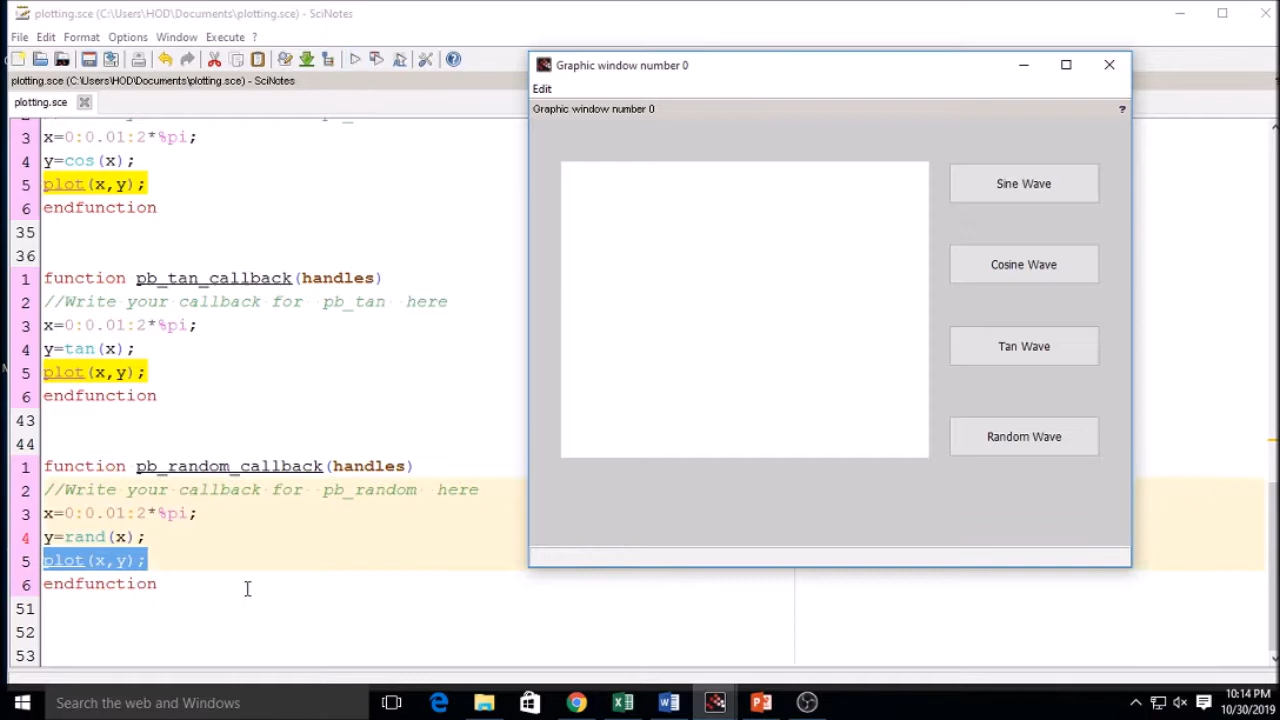 plotting.sce (C:\Users\HOD\Documents\plotting.sce) - SciNotes
File Edit Format Options Window Execute ?
plotting.sce (C:\Users\HOD\Documents\plotting.sce) - SciNotes
plotting.sce
3 x=0:0.01:2*%pi;
4 y=cos(x);
5 plot(x,y);
6 endfunction
35
36
1 function pb_tan_callback(handles)
2 //Write your callback for pb_tan here
3 x=0:0.01:2*%pi;
4 y=tan(x);
5 plot(x,y);
6 endfunction
43
44
1 function pb_random_callback(handles)
2 //Write your callback for pb_random here
3 x=0:0.01:2*%pi;
4 y=rand(x);
5 plot(x,y);
6 endfunction
51
52
53
Graphic window number 0
Edit
Graphic window number 0
?
Sine Wave
Cosine Wave
Tan Wave
Random Wave
Search the web and Windows
10:14 PM
10/30/2019